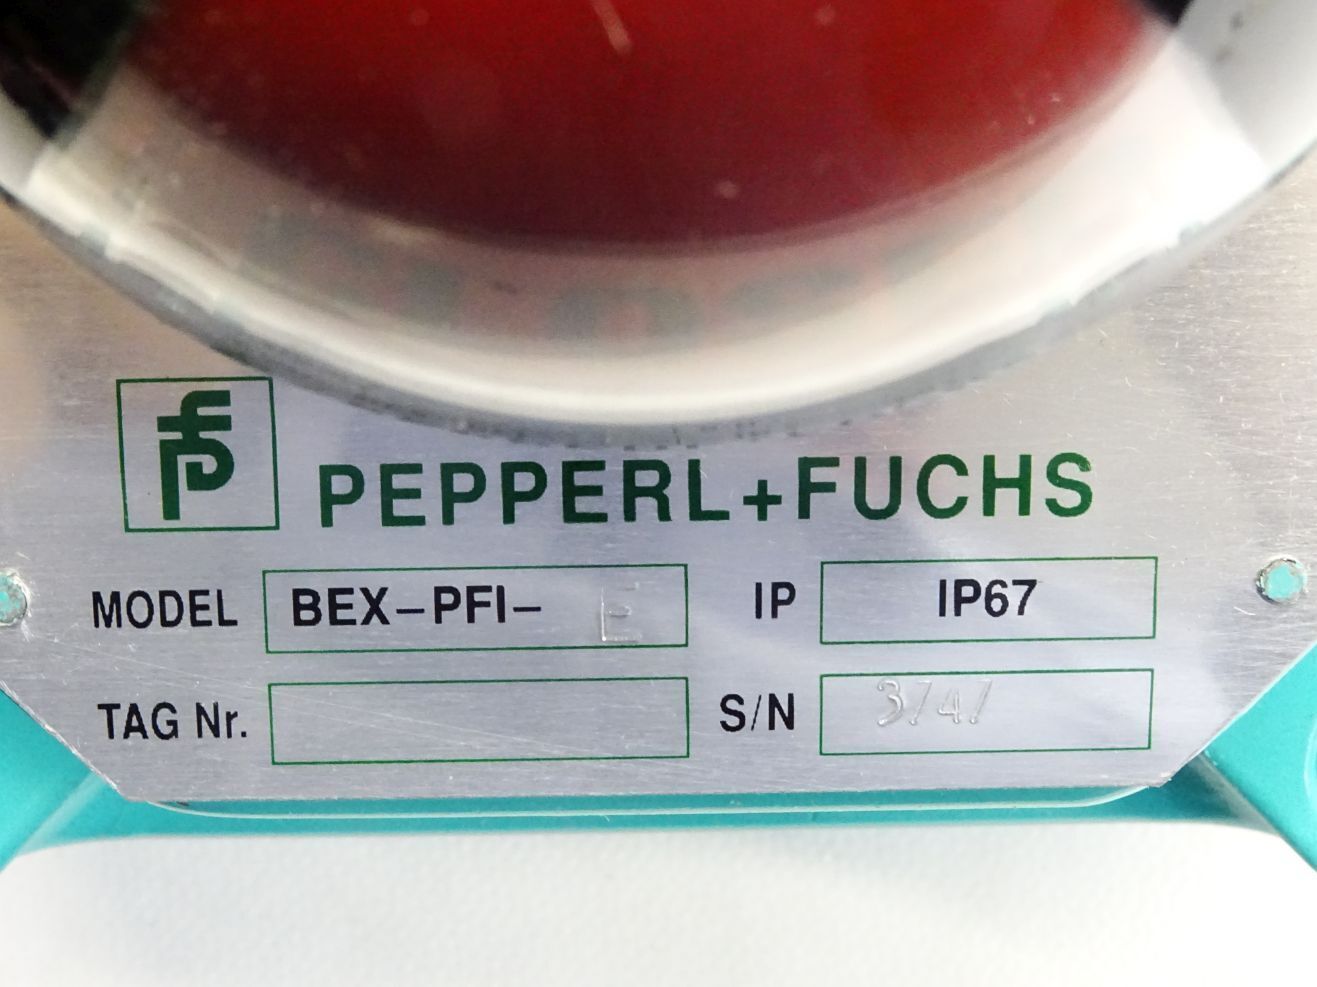 PEPPERL+FUCHS
MODEL BEX-PFI- E IP IP67
TAG Nr. S/N 3747